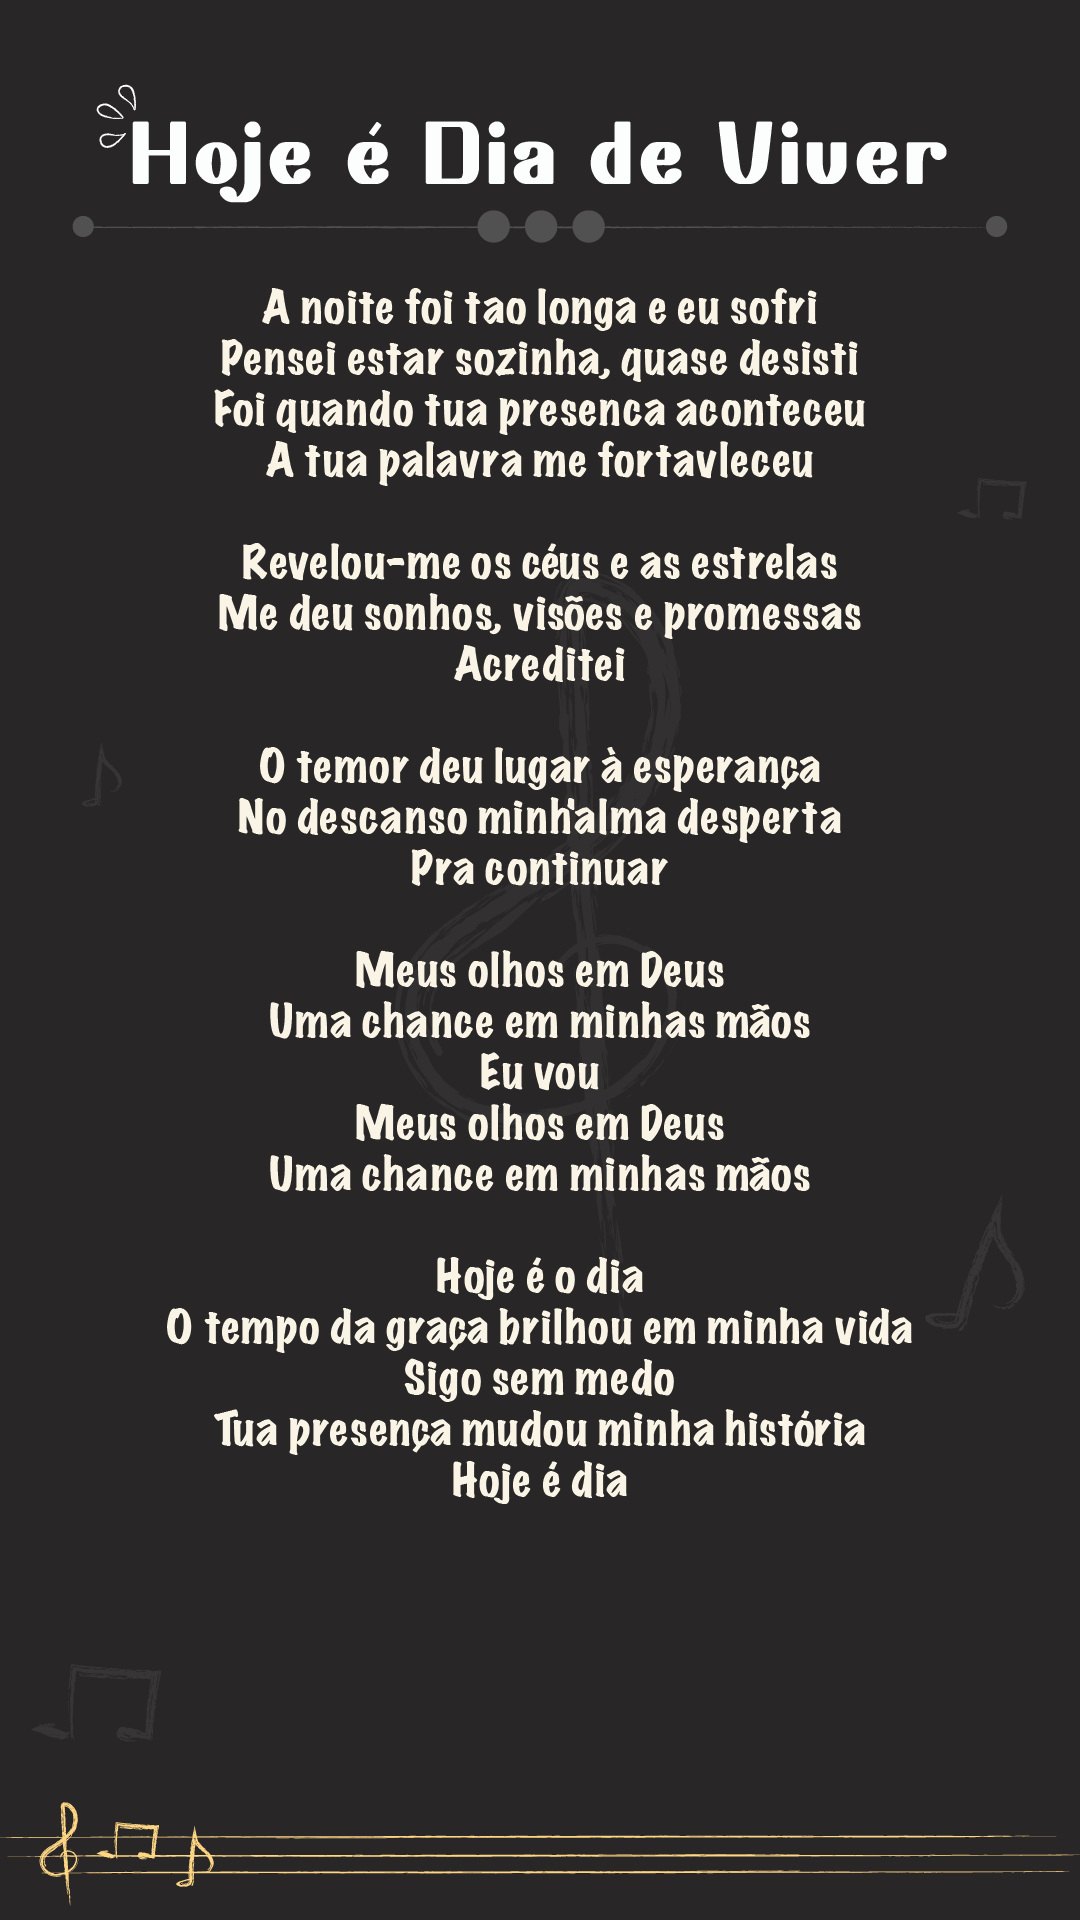 Hoje é Dia de Viver
A noite foi tao longa e eu sofri
Pensei estar sozinha, quase desisti
Foi quando tua presenca aconteceu
A tua palavra me fortavleceu
Revelou-me os céus e as estrelas
Me deu sonhos, visões e promessas
Acreditei
O temor deu lugar à esperança
No descanso minh'alma desperta
Pra continuar
Meus olhos em Deus
Uma chance em minhas mãos
Eu vou
Meus olhos em Deus
Uma chance em minhas mãos
Hoje é o dia
O tempo da graça brilhou em minha vida
Sigo sem medo
Tua presença mudou minha história
Hoje é dia